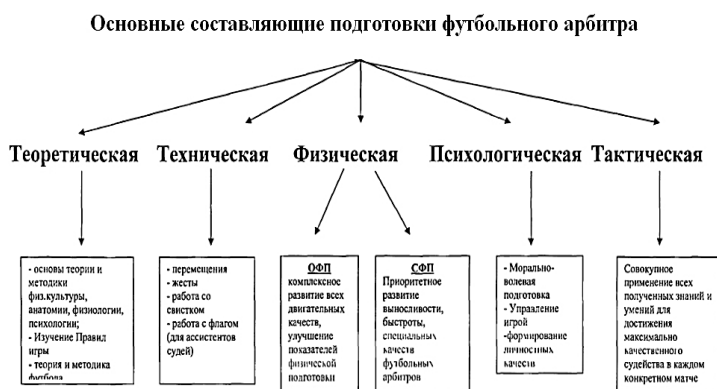 Основные составляющие подготовки футбольного арбитра
Теоретическая Техническая Физическая Психологическая Тактическая
- основы теории и
методики
физ.культуры,
анатомии, физиологии,
психологии;
- Изучение Правил
игры
- теория и методика
футбола
- перемещения
- жесты
- работа со
свистком
- работа с флагом
(для ассистентов
судей)
ОФП
комплексное
развитие всех
двигательных
качеств,
улучшение
показателей
физической
подготовки
СФП
Приоритетное
развитие
выносливости,
быстроты,
специальных
качеств
футбольных
арбитров
- Морально-
волевая
подготовка
- Управление
игрой
-формирование
личностных
качеств
Совокупное
применение всех
полученных знаний и
умений для
достижения
максимально
качественного
судейства в каждом
конкретном матче